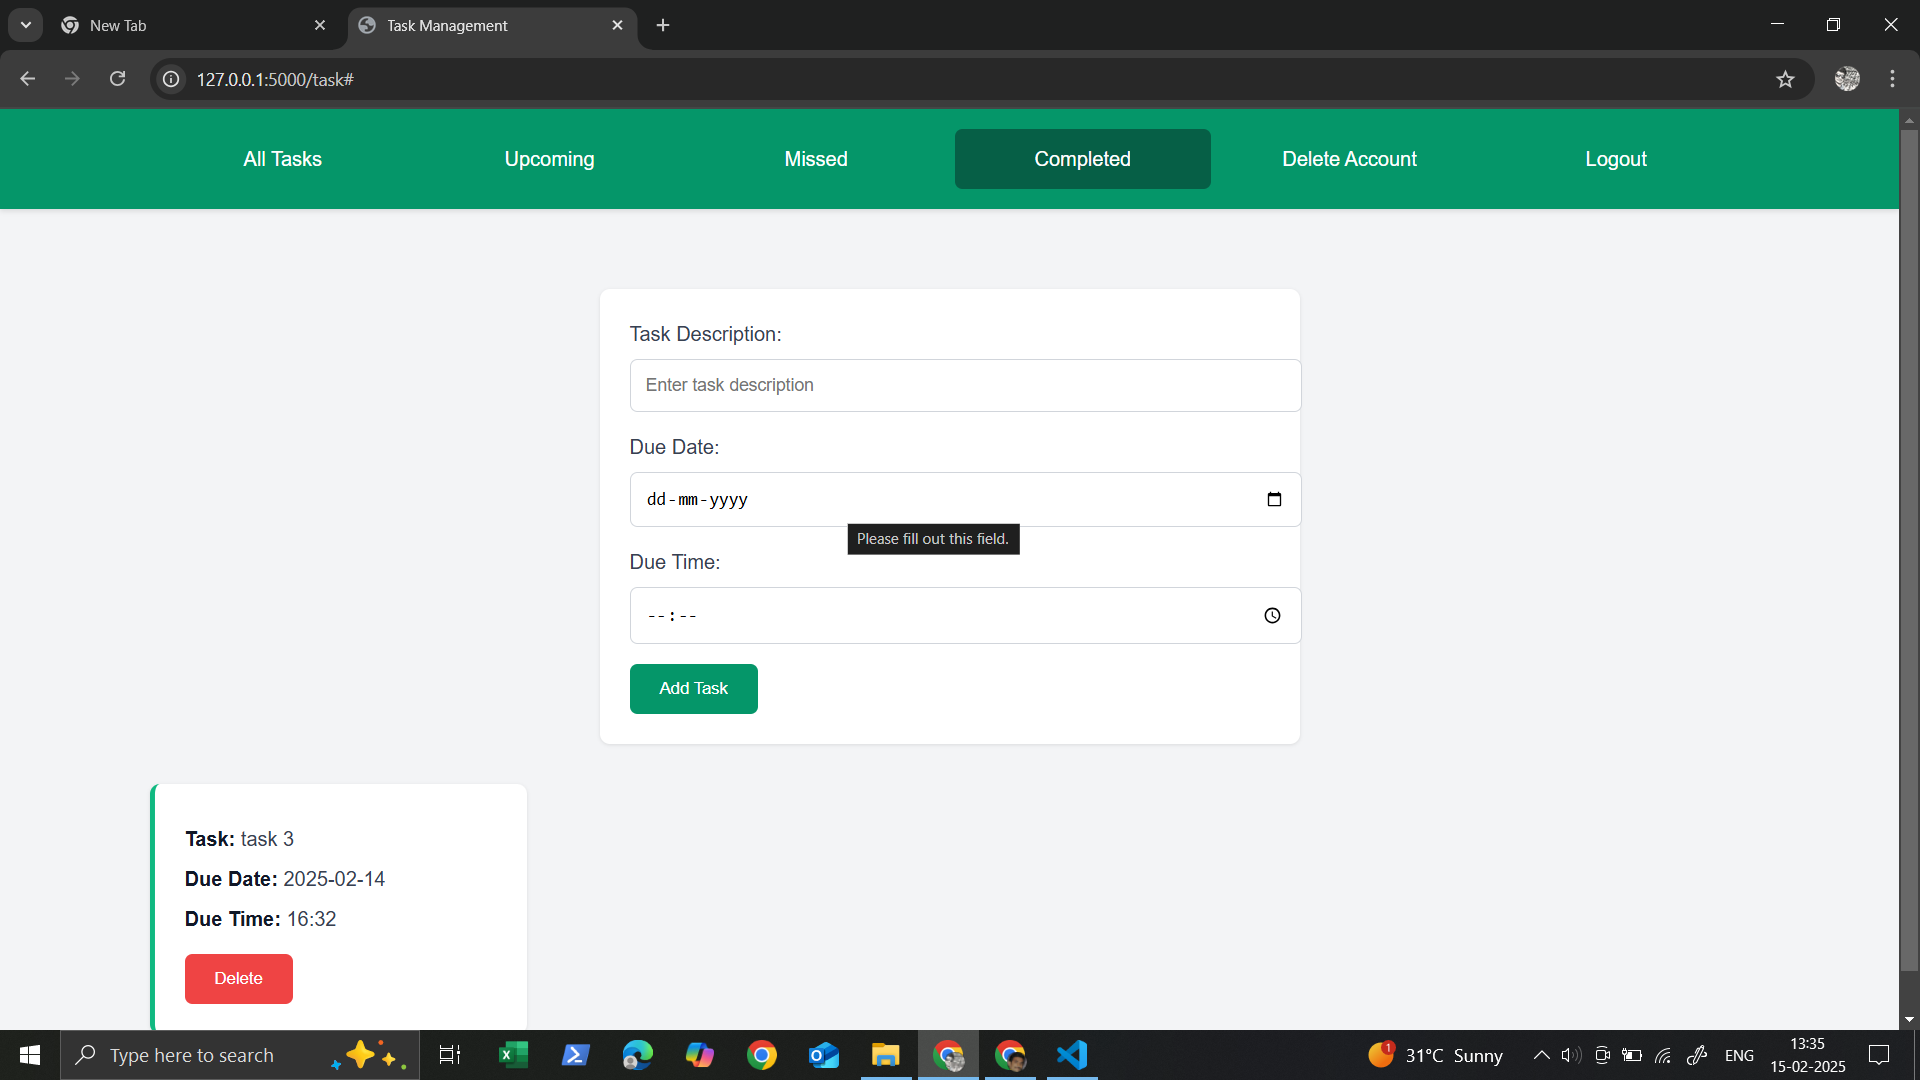 New Tab
Task Management
127.0.0.1:5000/task#
All Tasks Upcoming Missed Completed Delete Account Logout
Task Description:
Enter task description
Due Date:
dd-mm-yyyy
Please fill out this field.
Due Time:
--:--
Add Task
Task: task 3
Due Date: 2025-02-14
Due Time: 16:32
Delete
Type here to search
1
31°C Sunny
ENG
13:35
15-02-2025